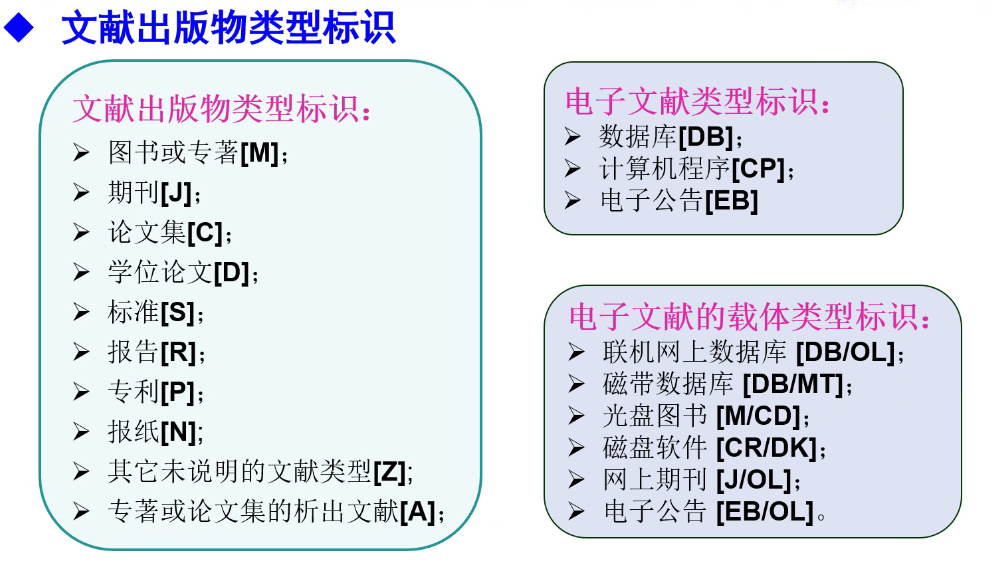 ◆ 文献出版物类型标识
文献出版物类型标识：
➢ 图书或专著[M]；
➢ 期刊[J]；
➢ 论文集[C]；
➢ 学位论文[D]；
➢ 标准[S]；
➢ 报告[R]；
➢ 专利[P]；
➢ 报纸[N];
➢ 其它未说明的文献类型[Z];
➢ 专著或论文集的析出文献[A]；
电子文献类型标识：
➢ 数据库[DB]；
➢ 计算机程序[CP]；
➢ 电子公告[EB]
电子文献的载体类型标识：
➢ 联机网上数据库 [DB/OL]；
➢ 磁带数据库 [DB/MT]；
➢ 光盘图书 [M/CD]；
➢ 磁盘软件 [CR/DK]；
➢ 网上期刊 [J/OL]；
➢ 电子公告 [EB/OL]。